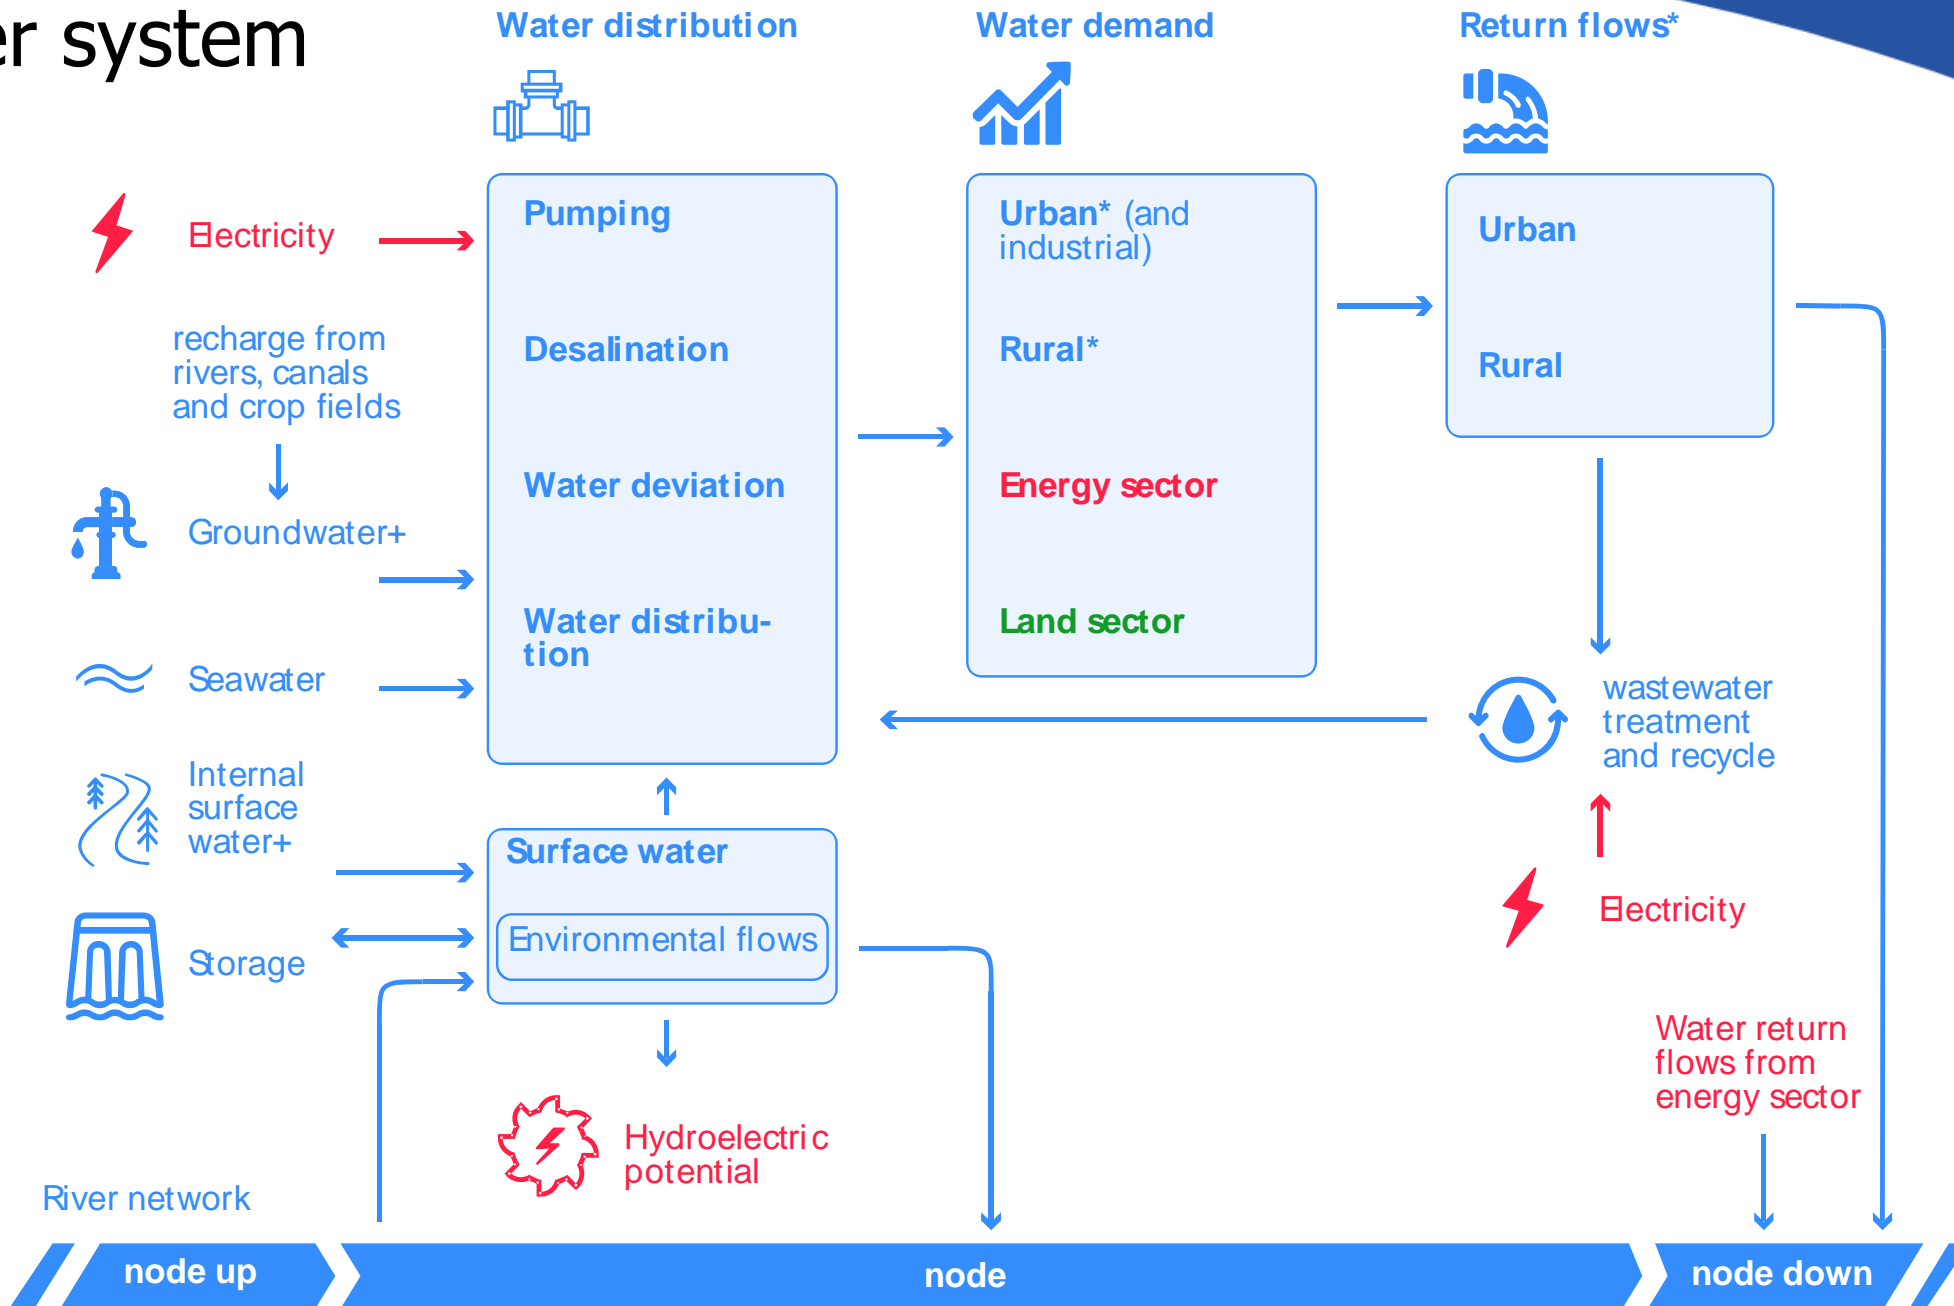 er system
Water distribution
Water demand
Return flows*
Electricity
recharge from
rivers, canals
and crop fields
Groundwater+
Seawater
Internal
surface
water+
Storage
Pumping
Desalination
Water deviation
Water distribu-
tion
Surface water
Environmental flows
Hydroelectric
potential
Urban* (and
industrial)
Rural*
Energy sector
Land sector
Urban
Rural
wastewater
treatment
and recycle
Electricity
Water return
flows from
energy sector
River network
node up
node
node down